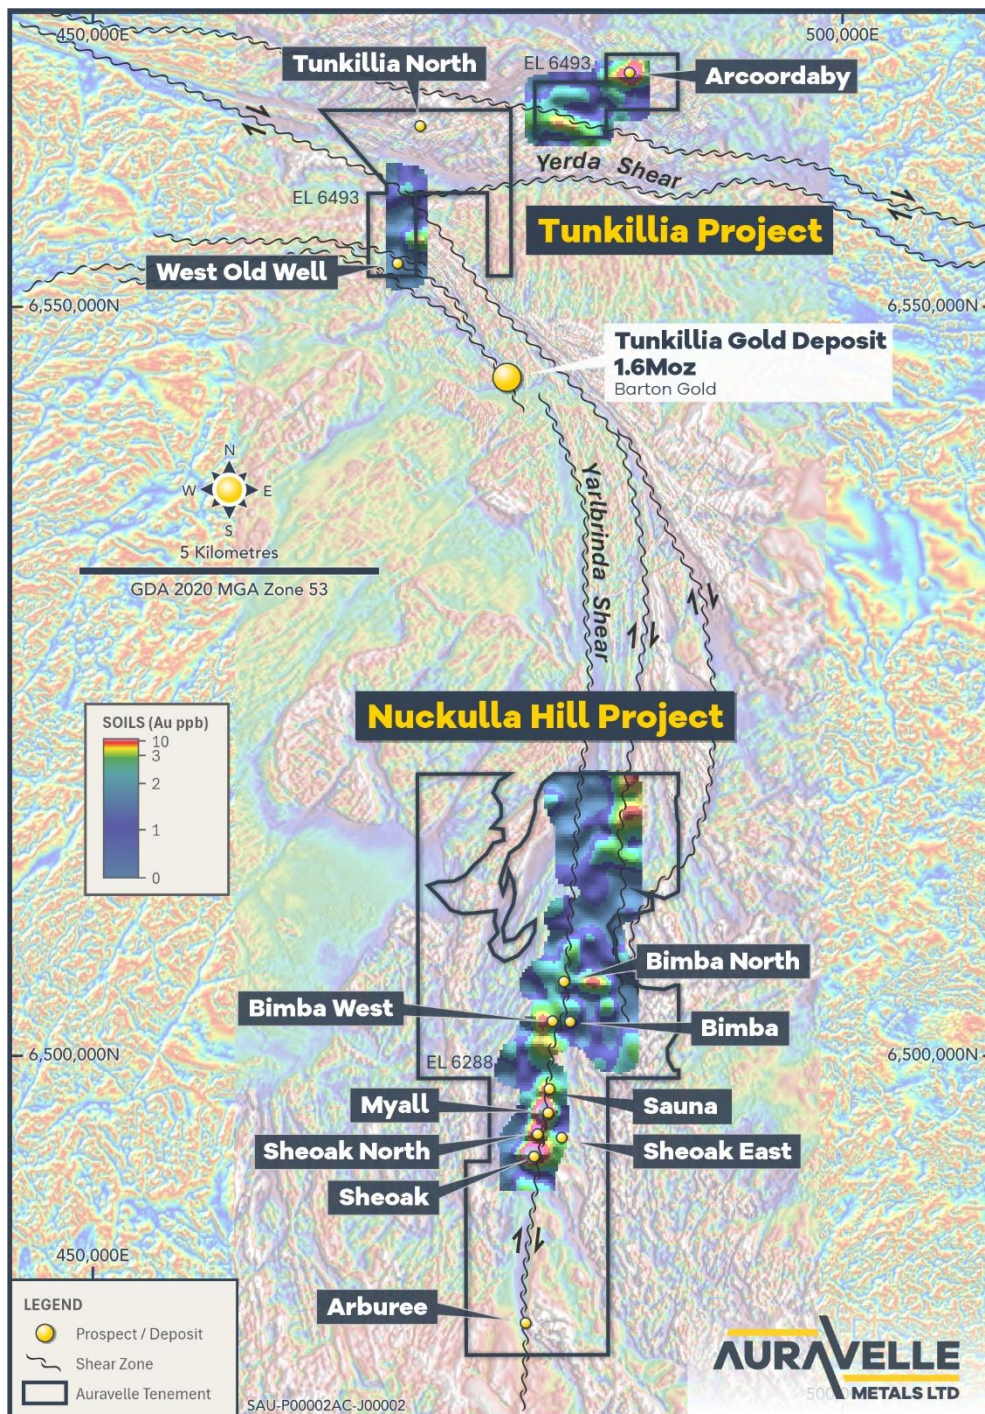 450,000E
500,000E
Tunkillia North
EL 6493
Arcoordaby
Yerda Shear
EL 6493
Tunkillia Project
West Old Well
6,550,000N
6,550,000N
Tunkillia Gold Deposit
1.6Moz
Barton Gold
N
W
E
S
5 Kilometres
GDA 2020 MGA Zone 53
Yarlbrinda Shear
Nuckulla Hill Project
SOILS (Au ppb)
10
3
2
1
0
Bimba North
Bimba West
Bimba
6,500,000N
6,500,000N
EL 6288
Myall
Sauna
Sheoak North
Sheoak East
Sheoak
450,000E
Arburee
LEGEND
Prospect / Deposit
Shear Zone
Auravelle Tenement
SAU-P00002AC-J00002
AURAVELLE
METALS LTD